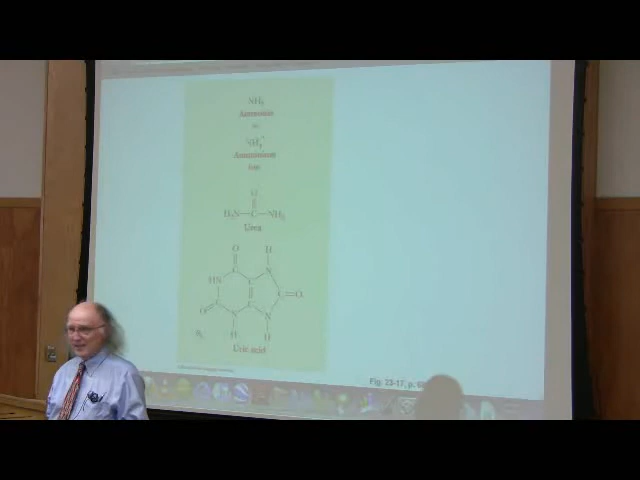 NH₃
Ammonia
or
NH₄⁺
Ammonium
ion
O
H₂N—C—NH₂
Urea
O H
C N
HN C
C=O
C C
O N N
H H
Uric acid
Fig. 23-17, p.